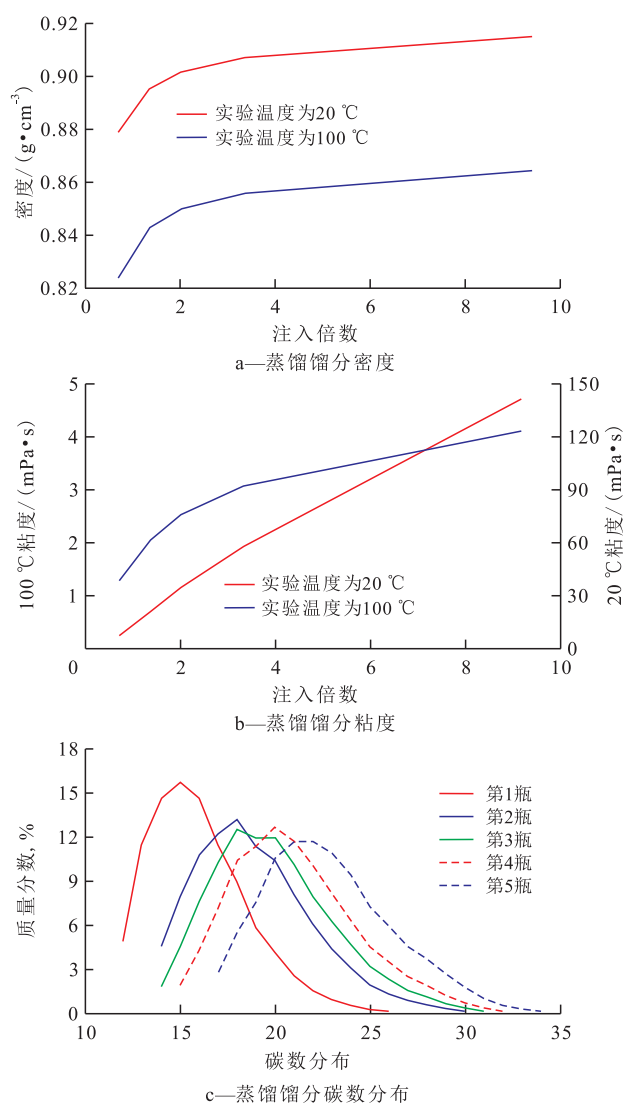 0.92
0.90
0.88
0.86
0.84
0.82
密度/(g•cm⁻³)
实验温度为20 ℃
实验温度为100 ℃
0 2 4 6 8 10
注入倍数
a—蒸馏馏分密度
5
4
3
2
1
100 ℃粘度/(mPa•s)
150
120
90
60
30
0
20 ℃粘度/(mPa•s)
实验温度为20 ℃
实验温度为100 ℃
0 2 4 6 8 10
注入倍数
b—蒸馏馏分粘度
18
15
12
9
6
3
0
质量分数, %
第1瓶
第2瓶
第3瓶
第4瓶
第5瓶
10 15 20 25 30 35
碳数分布
c—蒸馏馏分碳数分布